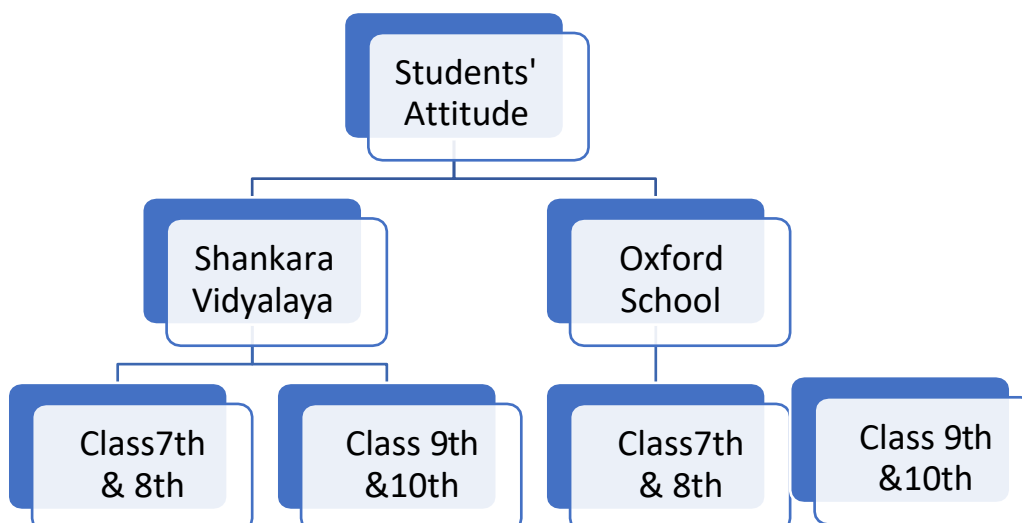 Students'
Attitude
Shankara
Vidyalaya
Oxford
School
Class7th
& 8th
Class 9th
&10th
Class7th
& 8th
Class 9th
&10th